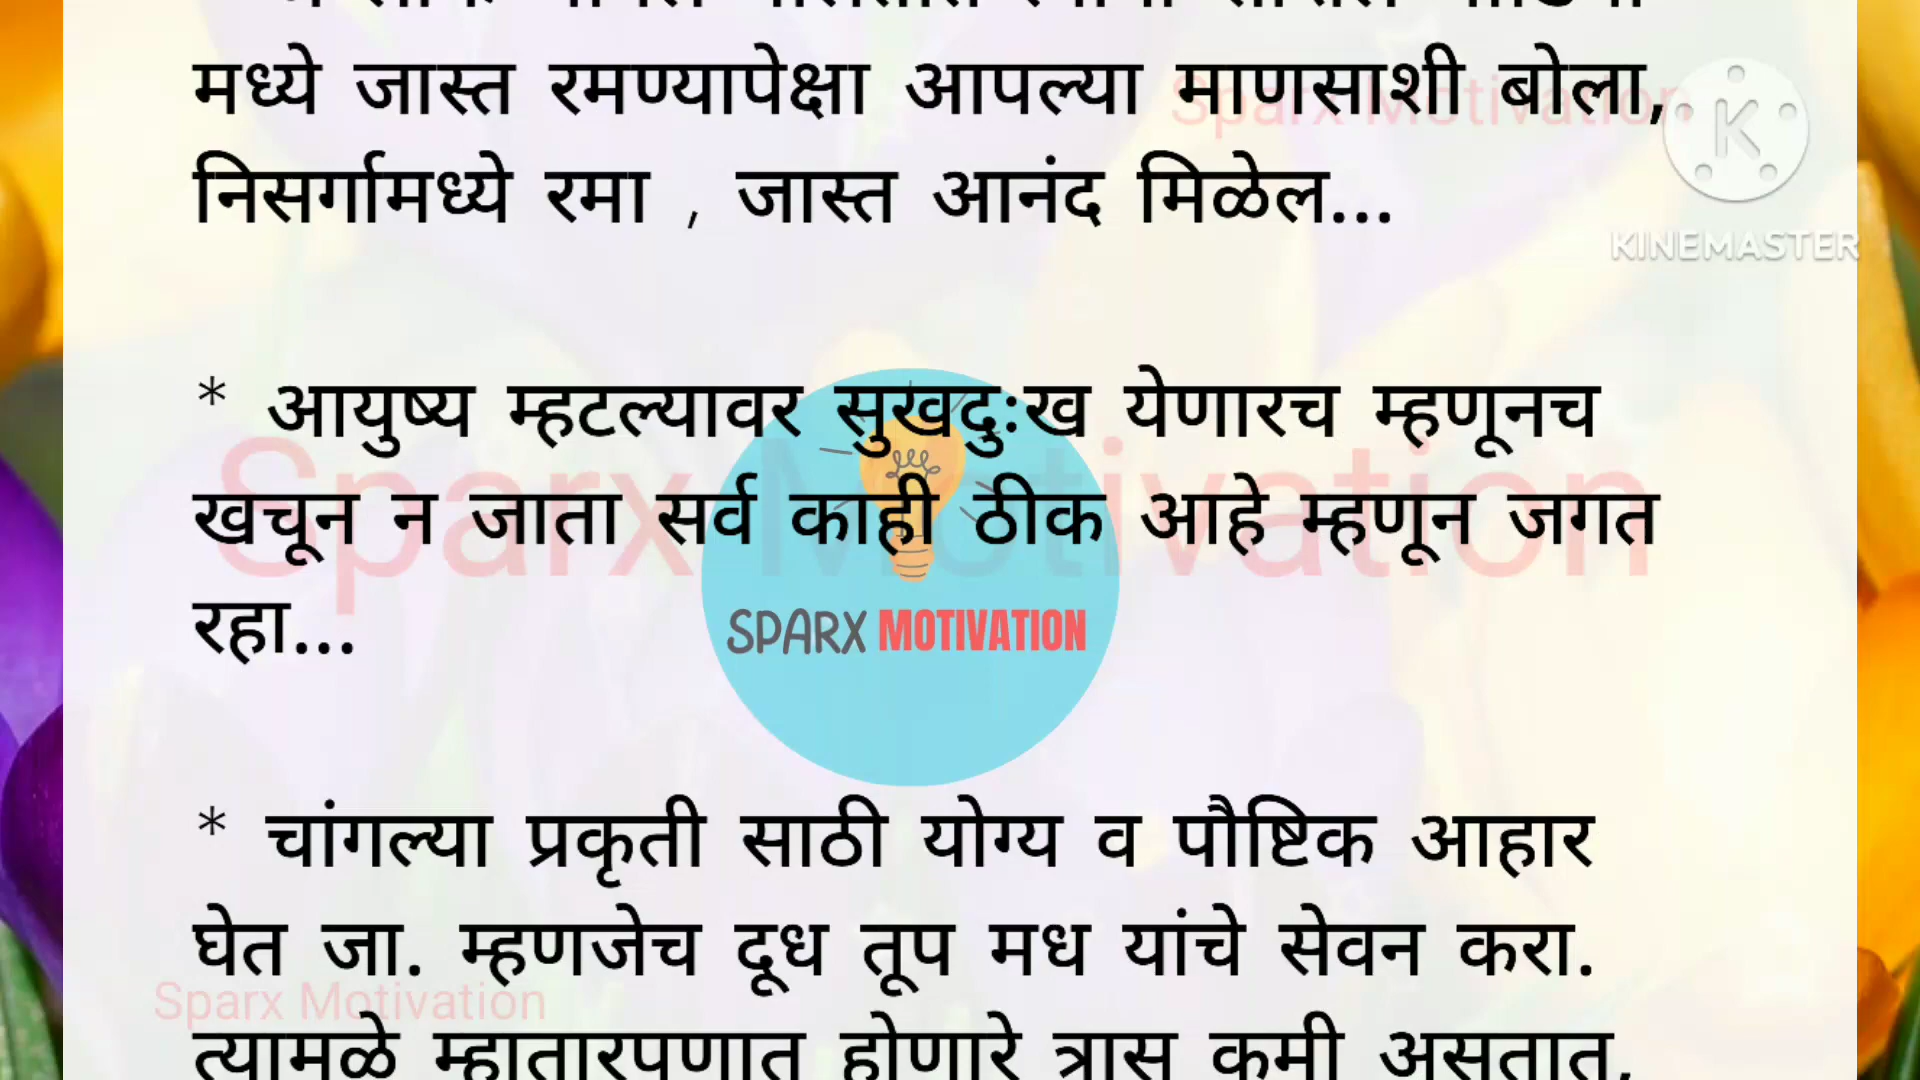 मध्ये जास्त रमण्यापेक्षा आपल्या माणसाशी बोला,
निसर्गामध्ये रमा , जास्त आनंद मिळेल...
* आयुष्य म्हटल्यावर सुखदुःख येणारच म्हणूनच
खचून न जाता सर्व काही ठीक आहे म्हणून जगत
रहा...
* चांगल्या प्रकृती साठी योग्य व पौष्टिक आहार
घेत जा. म्हणजेच दूध तूप मध यांचे सेवन करा.
त्यामुळे म्हातारपणात होणारे त्रास कमी असतात,
Sparx Motivation
K
KINEMASTER
Sparx Motivation
SPARX MOTIVATION
Sparx Motivation